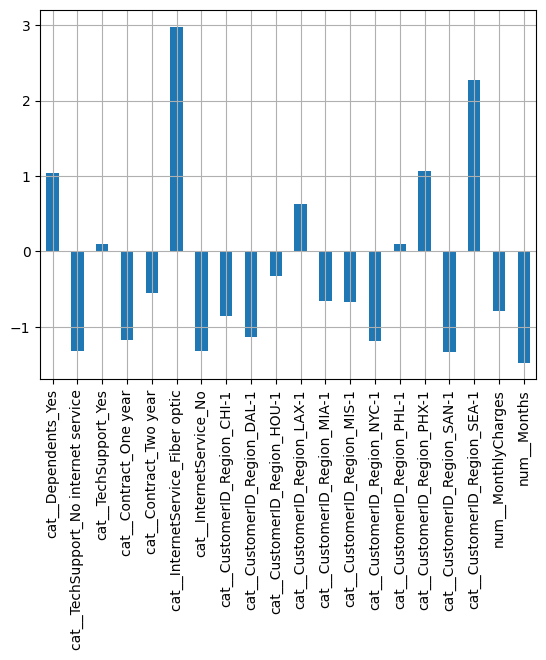 3
2
1
0
−1
cat__Dependents_Yes
cat__TechSupport_No internet service
cat__TechSupport_Yes
cat__Contract_One year
cat__Contract_Two year
cat__InternetService_Fiber optic
cat__InternetService_No
cat__CustomerID_Region_CHI-1
cat__CustomerID_Region_DAL-1
cat__CustomerID_Region_HOU-1
cat__CustomerID_Region_LAX-1
cat__CustomerID_Region_MIA-1
cat__CustomerID_Region_MIS-1
cat__CustomerID_Region_NYC-1
cat__CustomerID_Region_PHL-1
cat__CustomerID_Region_PHX-1
cat__CustomerID_Region_SAN-1
cat__CustomerID_Region_SEA-1
num__MonthlyCharges
num__Months